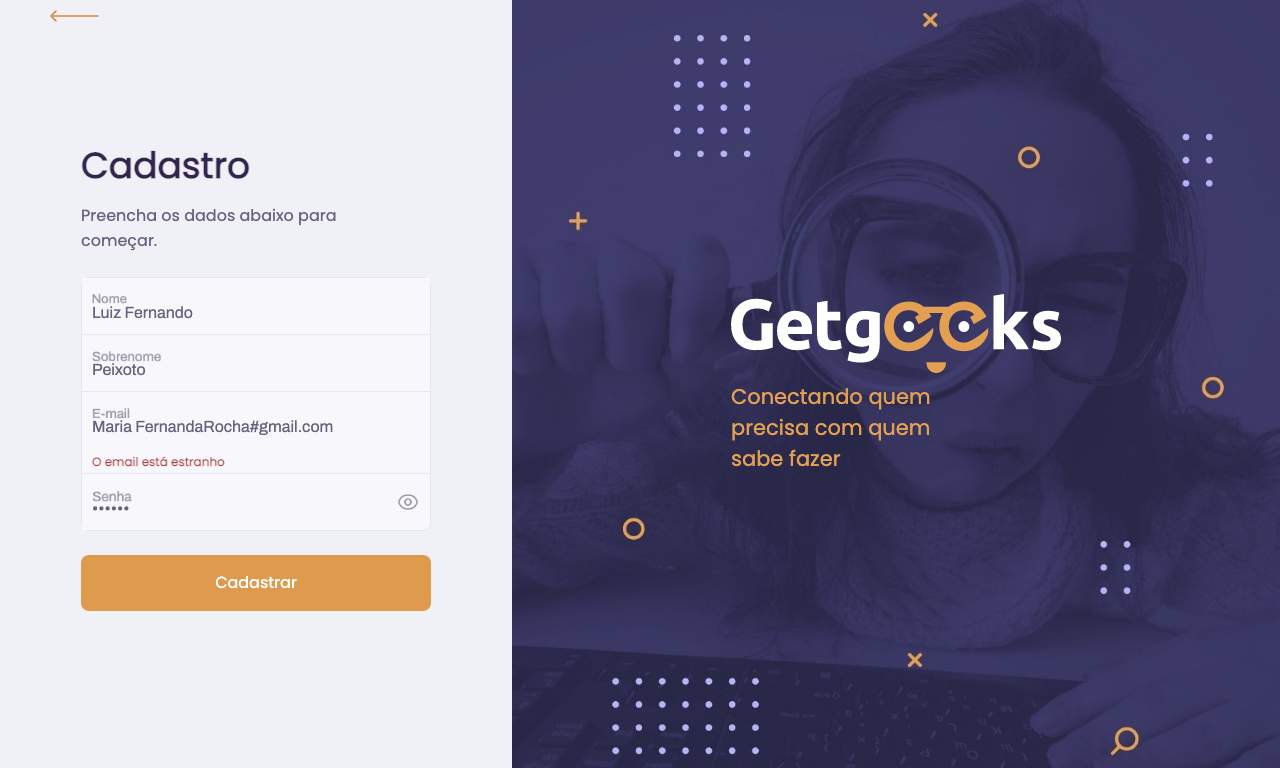 Cadastro
Preencha os dados abaixo para
começar.
Nome
Luiz Fernando
Sobrenome
Peixoto
E-mail
Maria FernandaRocha#gmail.com
O email está estranho
Senha
••••••
Cadastrar
Getgeeks
Conectando quem
precisa com quem
sabe fazer